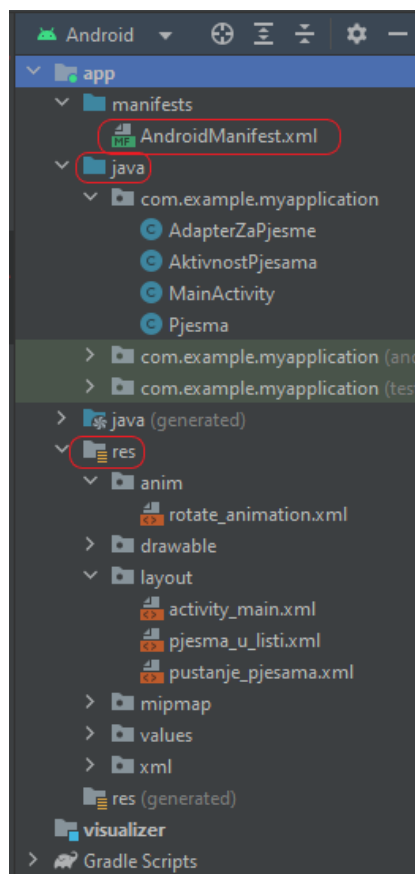 Android
app
manifests
MF AndroidManifest.xml
java
com.example.myapplication
C AdapterZaPjesme
C AktivnostPjesama
C MainActivity
C Pjesma
com.example.myapplication (and
com.example.myapplication (tes
java (generated)
res
anim
<> rotate_animation.xml
drawable
layout
<> activity_main.xml
<> pjesma_u_listi.xml
<> pustanje_pjesama.xml
mipmap
values
xml
res (generated)
visualizer
Gradle Scripts